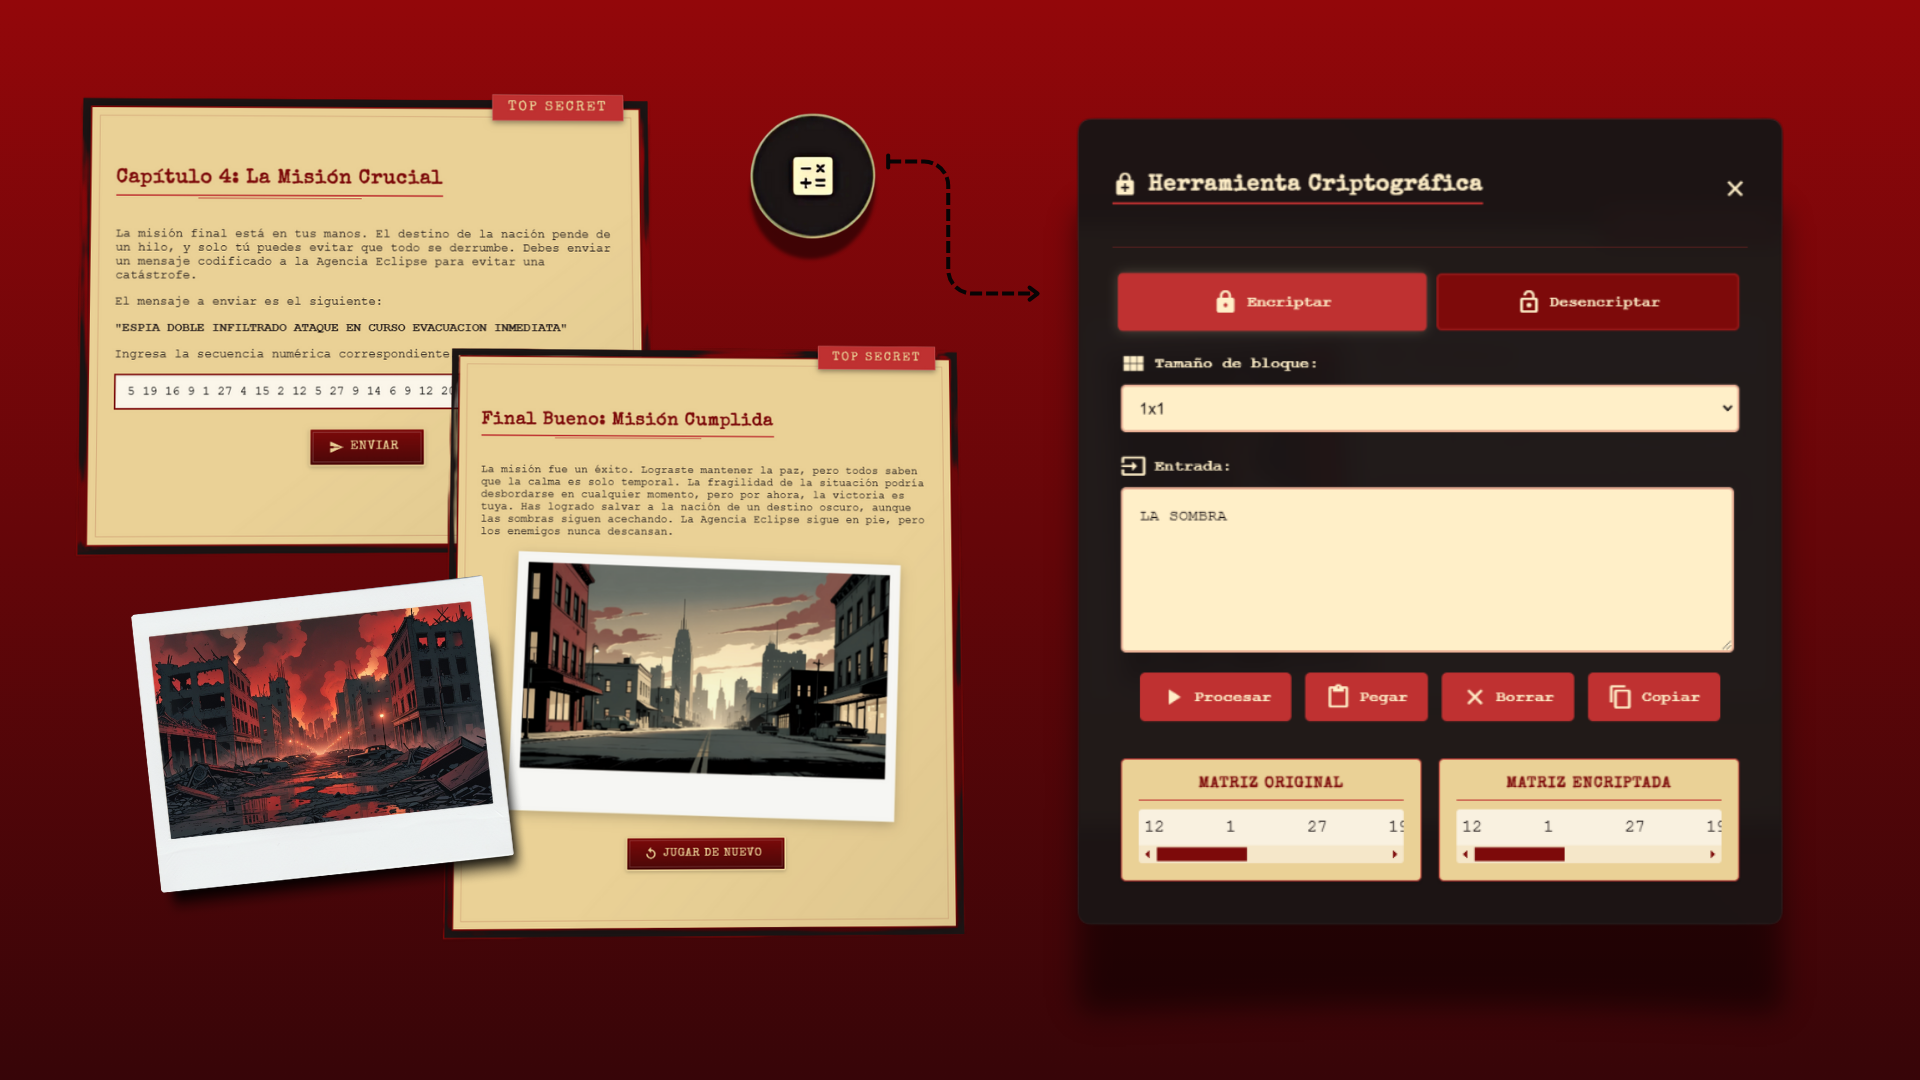 TOP SECRET
Capítulo 4: La Misión Crucial
La misión final está en tus manos. El destino de la nación pende de
un hilo, y solo tú puedes evitar que todo se derrumbe. Debes enviar
un mensaje codificado a la Agencia Eclipse para evitar una
catástrofe.
El mensaje a enviar es el siguiente:
"ESPIA DOBLE INFILTRADO ATAQUE EN CURSO EVACUACION INMEDIATA"
Ingresa la secuencia numérica correspondiente
5 19 16 9 1 27 4 15 2 12 5 27 9 14 6 9 12
ENVIAR
TOP SECRET
Final Bueno: Misión Cumplida
La misión fue un éxito. Lograste mantener la paz, pero todos saben
que la calma es solo temporal. La fragilidad de la situación podría
desbordarse en cualquier momento, pero por ahora, la victoria es
tuya. Has logrado salvar a la nación de un destino oscuro, aunque
las sombras siguen acechando. La Agencia Eclipse sigue en pie, pero
los enemigos nunca descansan.
JUGAR DE NUEVO
Herramienta Criptográfica
Encriptar
Desencriptar
Tamaño de bloque:
1x1
Entrada:
LA SOMBRA
Procesar
Pegar
Borrar
Copiar
MATRIZ ORIGINAL
12 1 27
MATRIZ ENCRIPTADA
12 1 27